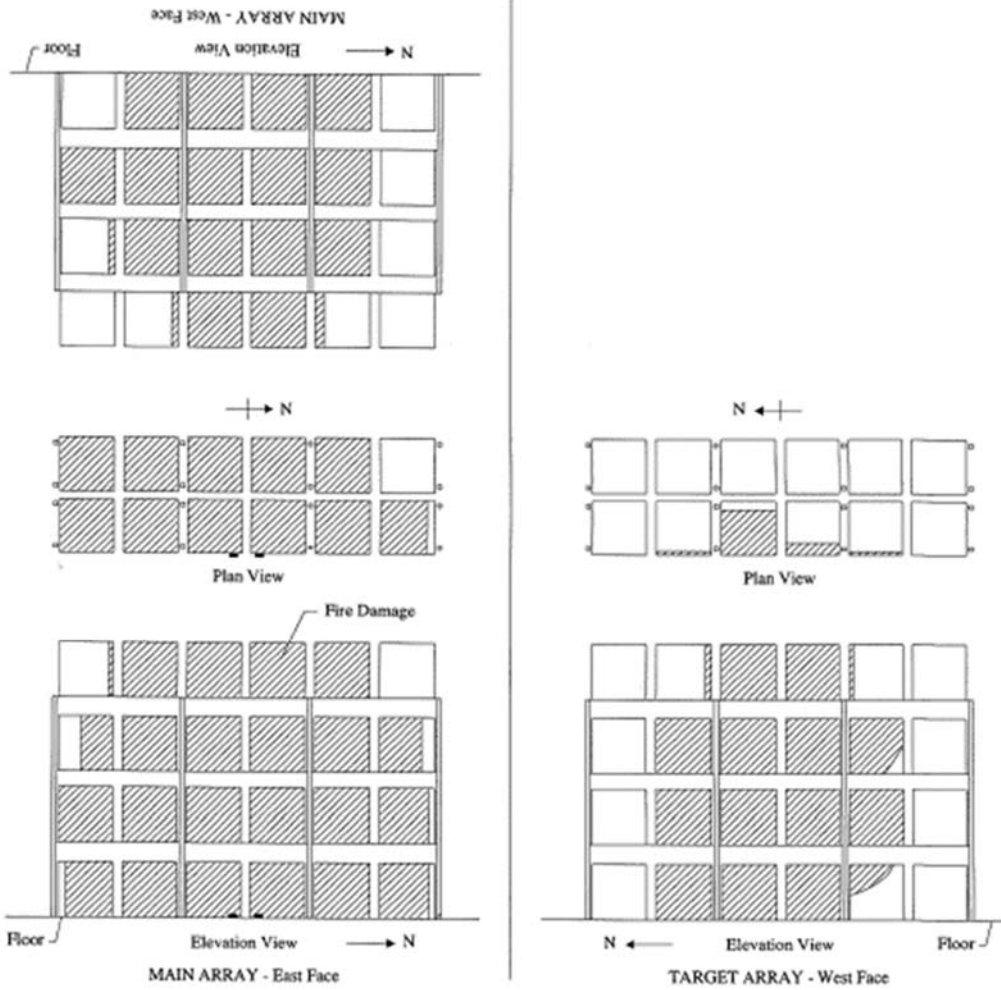 MAIN ARRAY - West Face
Elevation View
N
Floor
N
Plan View
Fire Damage
Floor
Elevation View
N
MAIN ARRAY - East Face
N
Plan View
N
Elevation View
Floor
TARGET ARRAY - West Face